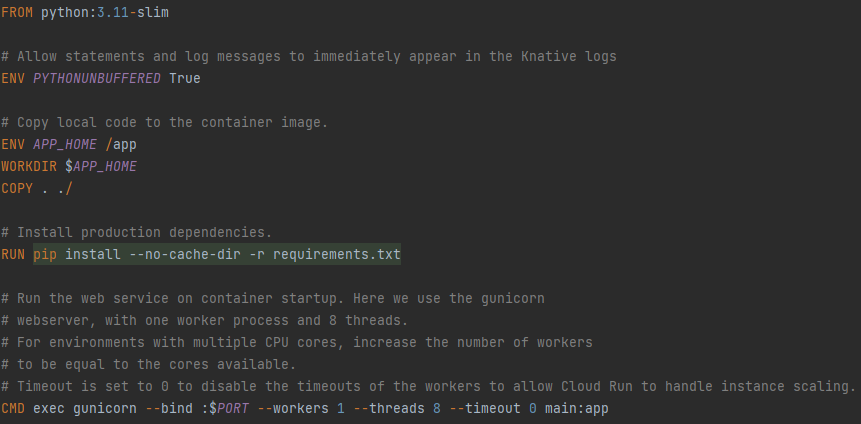 FROM python:3.11-slim
# Allow statements and log messages to immediately appear in the Knative logs
ENV PYTHONUNBUFFERED True
# Copy local code to the container image.
ENV APP_HOME /app
WORKDIR $APP_HOME
COPY . ./
# Install production dependencies.
RUN pip install --no-cache-dir -r requirements.txt
# Run the web service on container startup. Here we use the gunicorn
# webserver, with one worker process and 8 threads.
# For environments with multiple CPU cores, increase the number of workers
# to be equal to the cores available.
# Timeout is set to 0 to disable the timeouts of the workers to allow Cloud Run to handle instance scaling.
CMD exec gunicorn --bind :$PORT --workers 1 --threads 8 --timeout 0 main:app